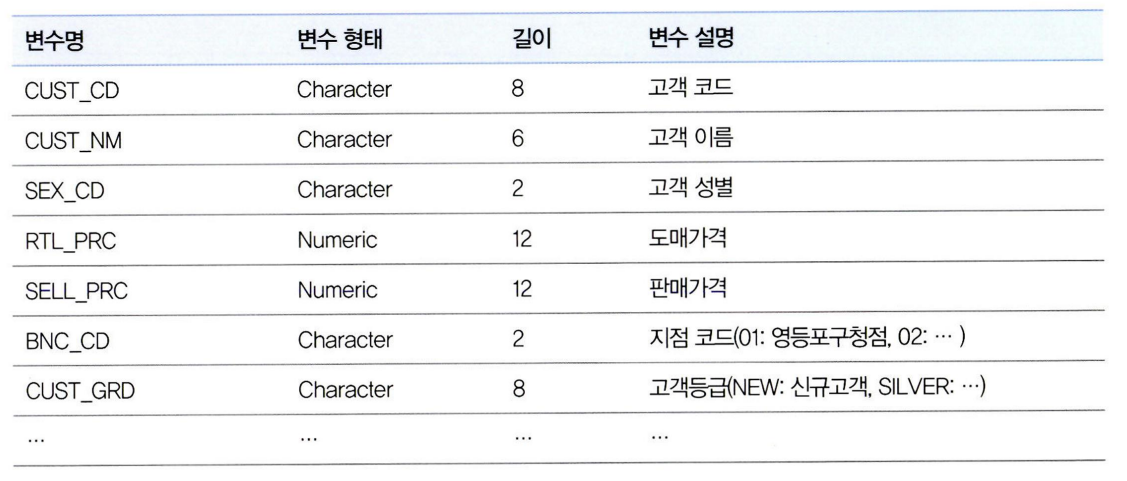 변수명 변수 형태 길이 변수 설명
CUST_CD Character 8 고객 코드
CUST_NM Character 6 고객 이름
SEX_CD Character 2 고객 성별
RTL_PRC Numeric 12 도매가격
SELL_PRC Numeric 12 판매가격
BNC_CD Character 2 지점 코드(01: 영등포구청점, 02: … )
CUST_GRD Character 8 고객등급(NEW: 신규고객, SILVER: …)
… … … …